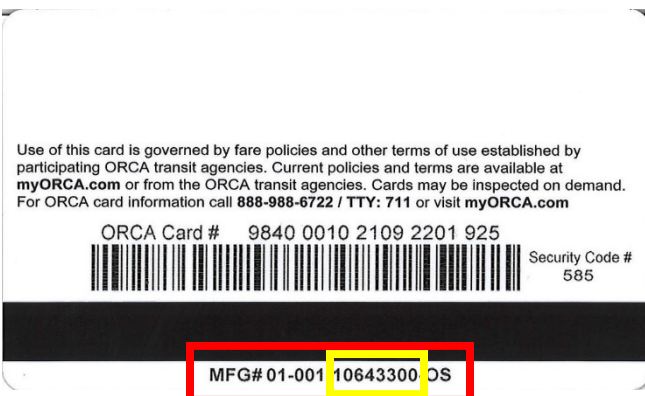 Use of this card is governed by fare policies and other terms of use established by
participating ORCA transit agencies. Current policies and terms are available at
myORCA.com or from the ORCA transit agencies. Cards may be inspected on demand.
For ORCA card information call 888-988-6722 / TTY: 711 or visit myORCA.com
ORCA Card # 9840 0010 2109 2201 925
Security Code #
585
MFG# 01-001 10643300-OS